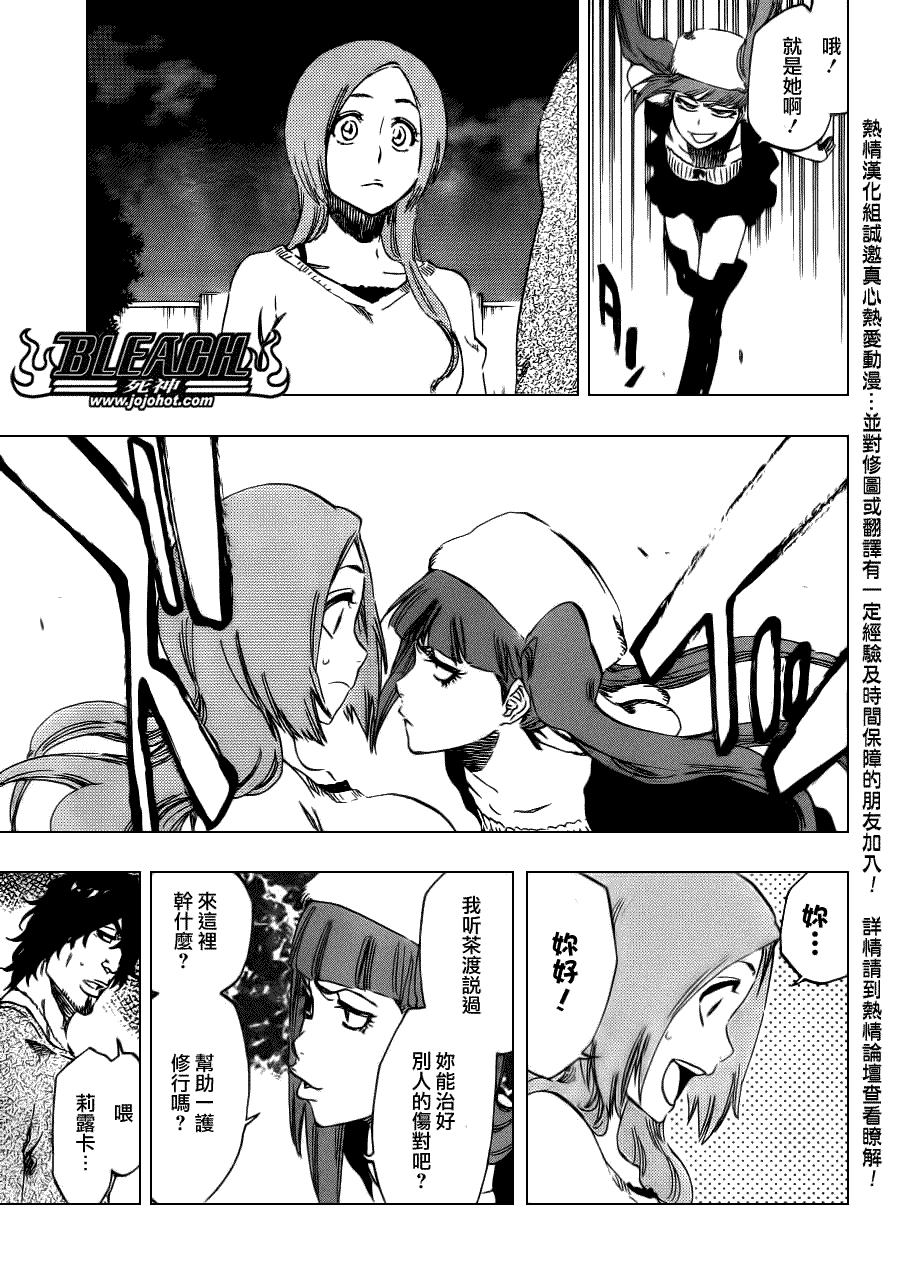 哦！
就是她啊！
BLEACH
死神
www.jojohot.com
妳…
妳好！
我听茶渡説過
妳能治好
別人的傷對吧？
來這裡
幹什麼？
幫助一護
修行嗎？
喂
莉露卡…
熱情漢化組誠邀真心熱愛動漫…並對修圖或翻譯有一定經驗及時間保障的朋友加入！ 詳情請到熱情論壇查看瞭解！